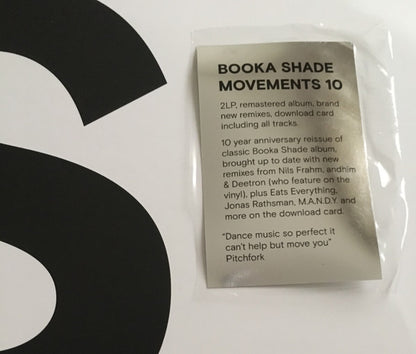 BOOKA SHADE
MOVEMENTS 10
2LP, remastered album, brand
new remixes, download card
including all tracks.
10 year anniversary reissue of
classic Booka Shade album,
brought up to date with new
remixes from Nils Frahm, andhim
& Deetron (who feature on the
vinyl), plus Eats Everything,
Jonas Rathsman, M.A.N.D.Y. and
more on the download card.
“Dance music so perfect it
can't help but move you”
Pitchfork
S